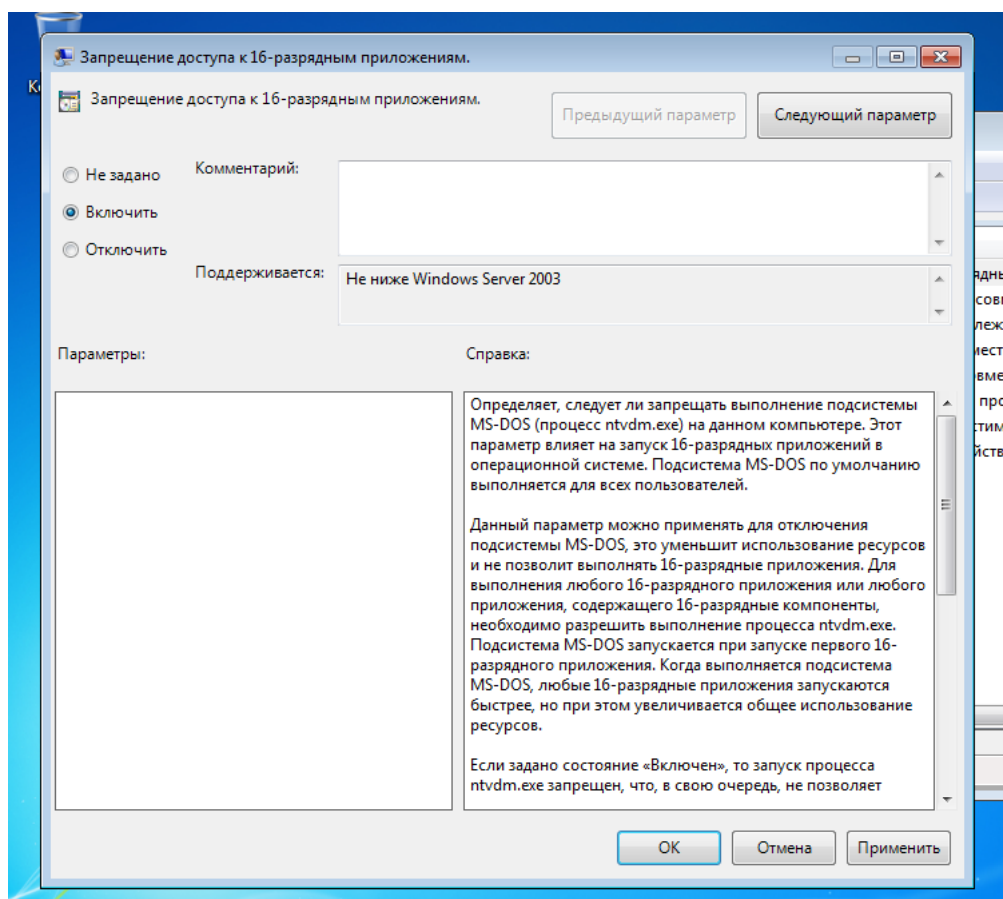 Запрещение доступа к 16-разрядным приложениям.
Запрещение доступа к 16-разрядным приложениям.
Предыдущий параметр
Следующий параметр
Не задано
Включить
Отключить
Комментарий:
Поддерживается:
Не ниже Windows Server 2003
Параметры:
Справка:
Определяет, следует ли запрещать выполнение подсистемы
MS-DOS (процесс ntvdm.exe) на данном компьютере. Этот
параметр влияет на запуск 16-разрядных приложений в
операционной системе. Подсистема MS-DOS по умолчанию
выполняется для всех пользователей.
Данный параметр можно применять для отключения
подсистемы MS-DOS, это уменьшит использование ресурсов
и не позволит выполнять 16-разрядные приложения. Для
выполнения любого 16-разрядного приложения или любого
приложения, содержащего 16-разрядные компоненты,
необходимо разрешить выполнение процесса ntvdm.exe.
Подсистема MS-DOS запускается при запуске первого 16-
разрядного приложения. Когда выполняется подсистема
MS-DOS, любые 16-разрядные приложения запускаются
быстрее, но при этом увеличивается общее использование
ресурсов.
Если задано состояние «Включен», то запуск процесса
ntvdm.exe запрещен, что, в свою очередь, не позволяет
ОК
Отмена
Применить